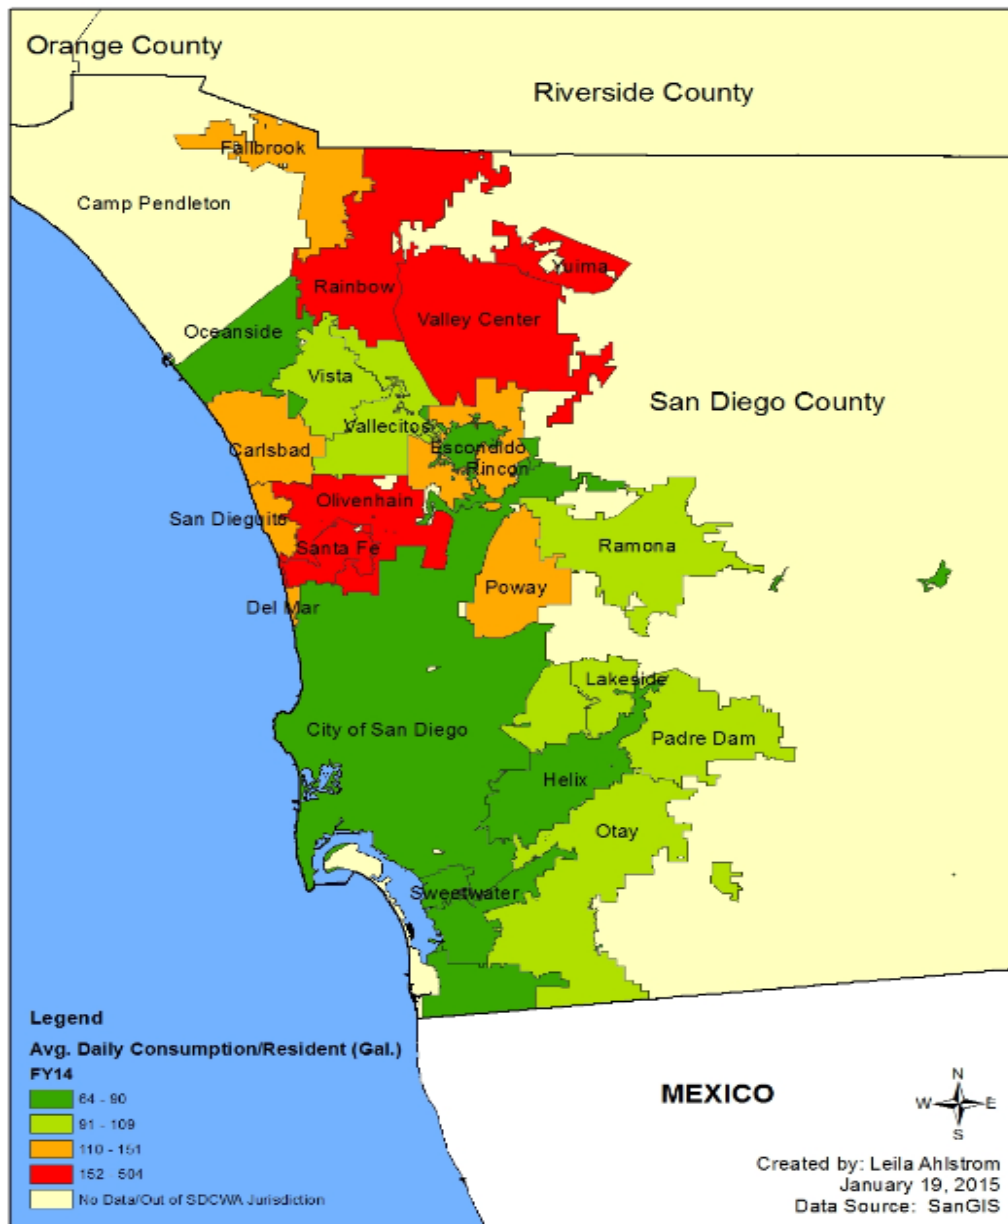 Orange County
Riverside County
Fallbrook
Camp Pendleton
Yuima
Rainbow
Valley Center
Oceanside
Vista
San Diego County
Vallecitos
Carlsbad
Escondido
Rincon
Olivenhain
San Dieguito
Santa Fe
Ramona
Poway
Del Mar
Lakeside
City of San Diego
Padre Dam
Helix
Otay
Sweetwater
Legend
Avg. Daily Consumption/Resident (Gal.)
FY14
64 - 90
91 - 109
110 - 151
152 - 504
No Data/Out of SDCWA Jurisdiction
MEXICO
N
W E
S
Created by: Leila Ahlstrom
January 19, 2015
Data Source: SanGIS